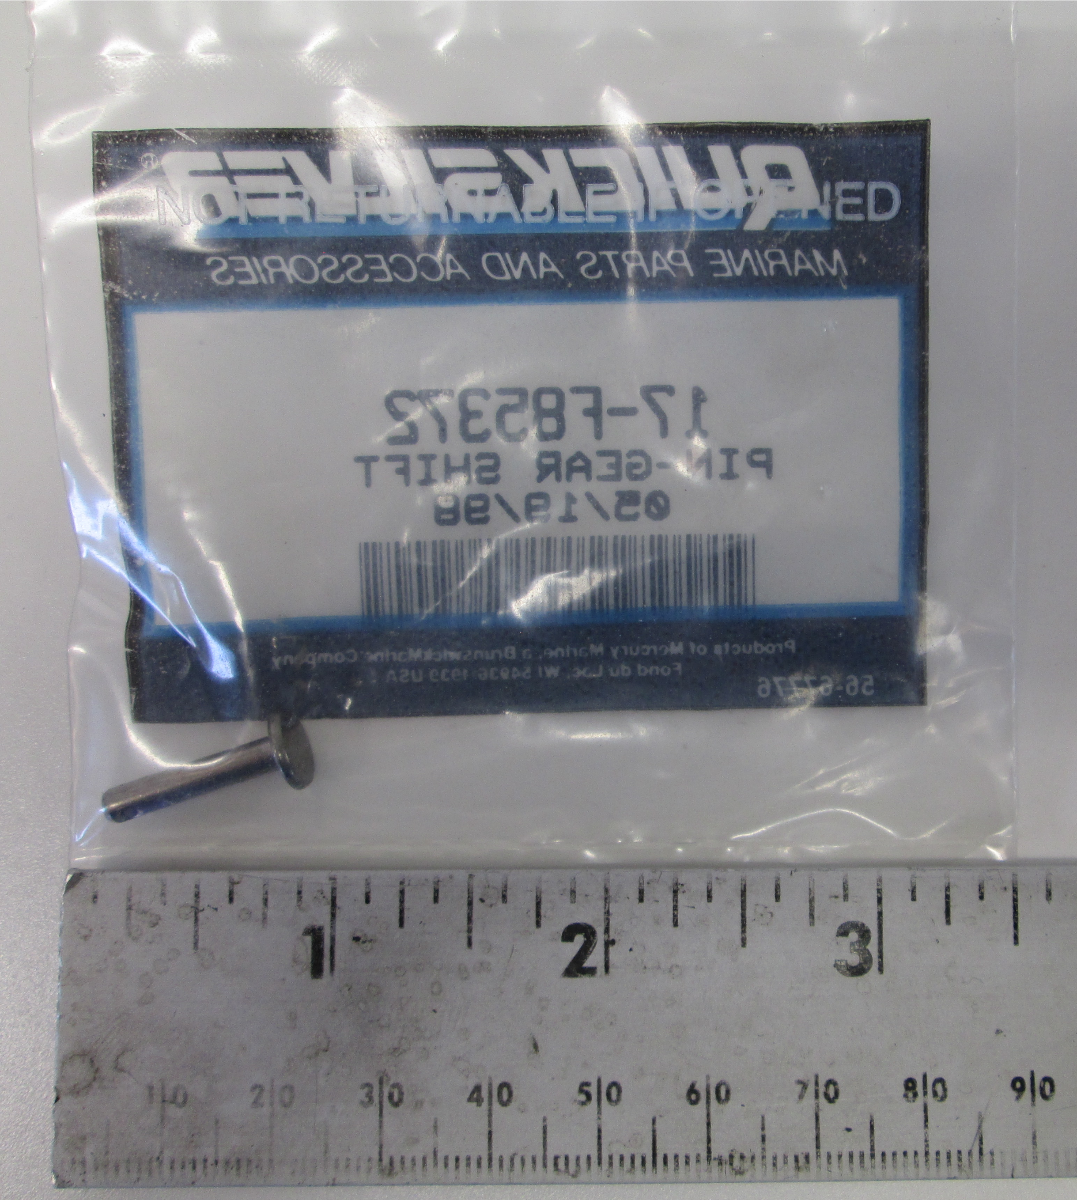 QUICKSILVER®
NOT RETURNABLE IF OPENED
MARINE PARTS AND ACCESSORIES
17-F85372
PIN-GEAR SHIFT
05/19/98
Products of Mercury Marine, a Brunswick Marine Company
Fond du Lac, WI 54936-1939 USA
56-67776
1 2 3
10 20 30 40 50 60 70 80 90